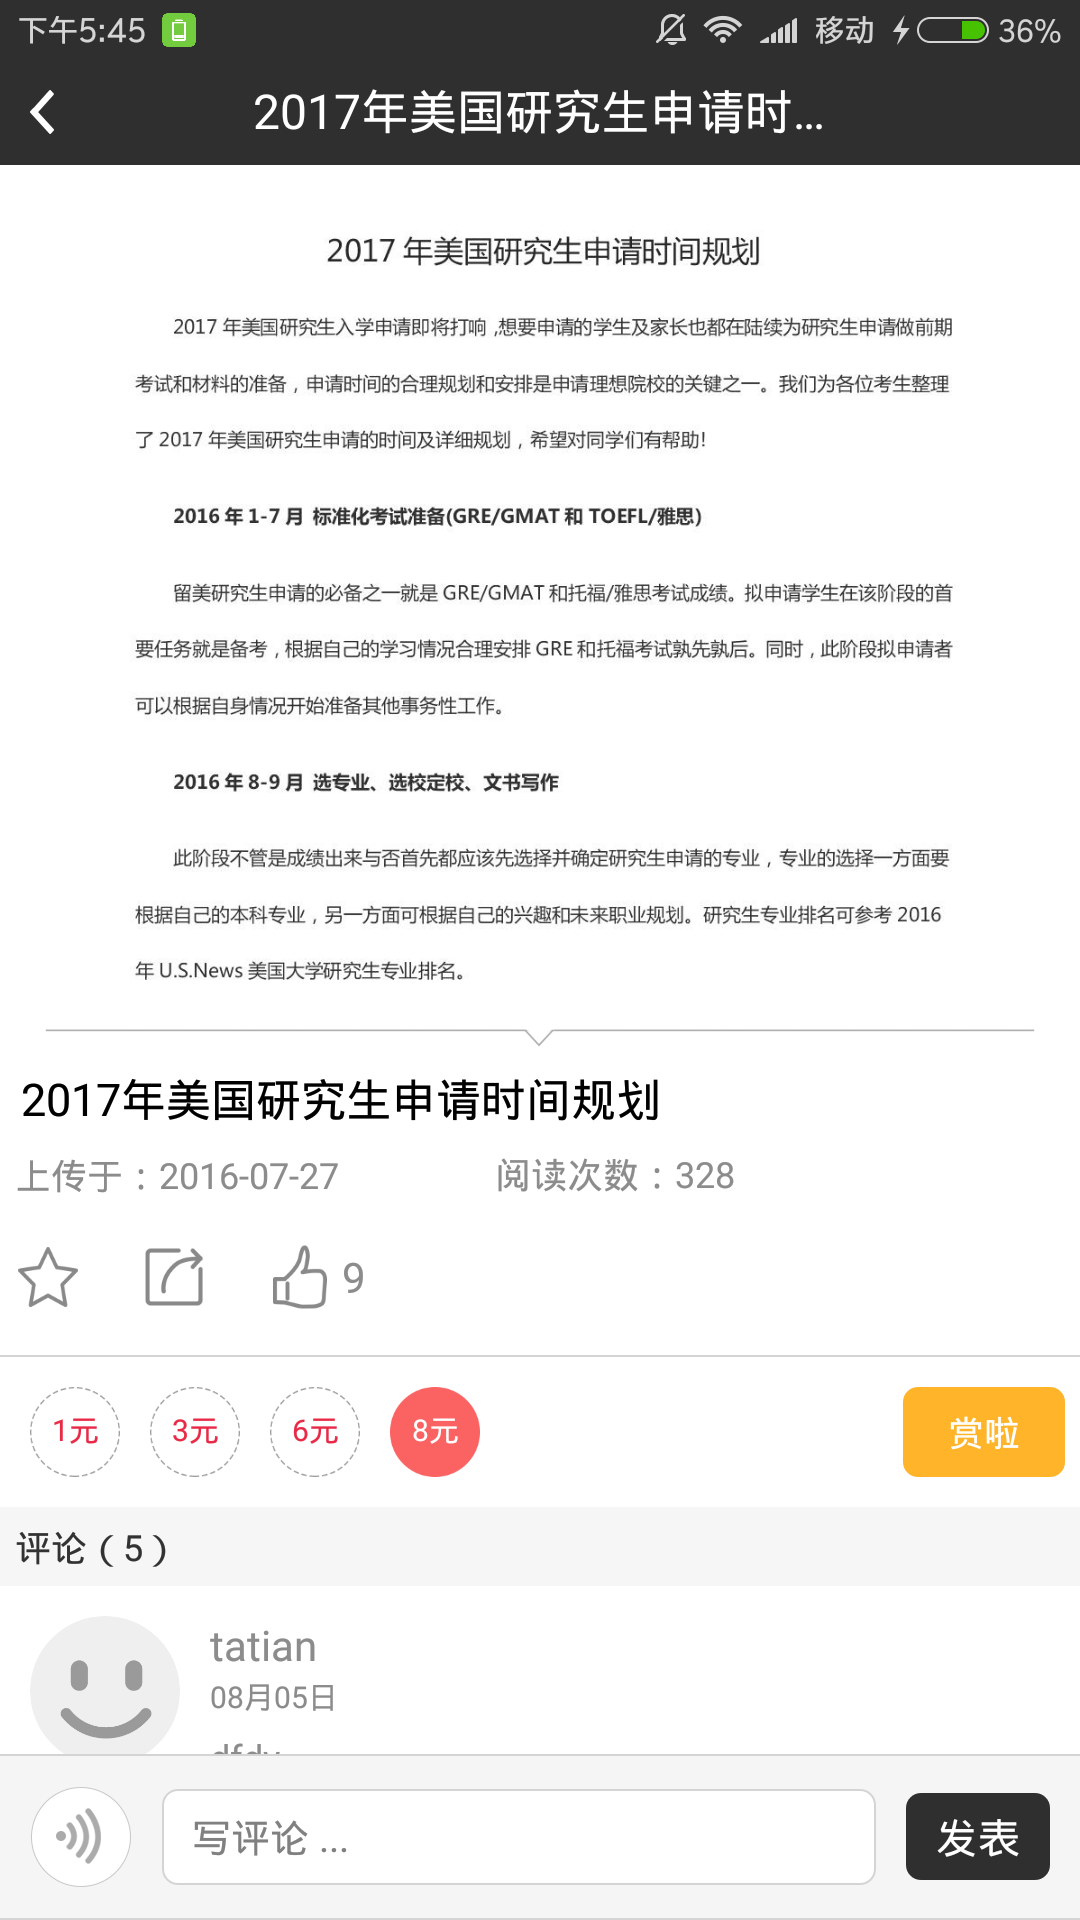 下午5:45 移动 36%
2017年美国研究生申请时...
2017 年美国研究生申请时间规划
2017 年美国研究生入学申请即将打响，想要申请的学生及家长也都在陆续为研究生申请做前期
考试和材料的准备，申请时间的合理规划和安排是申请理想院校的关键之一。我们为各位考生整理
了 2017 年美国研究生申请的时间及详细规划，希望对同学们有帮助！
2016 年 1-7 月 标准化考试准备(GRE/GMAT 和 TOEFL/雅思)
留美研究生申请的必备之一就是 GRE/GMAT 和托福/雅思考试成绩。拟申请学生在该阶段的首
要任务就是备考，根据自己的学习情况合理安排 GRE 和托福考试孰先孰后。同时，此阶段拟申请者
可以根据自身情况开始准备其他事务性工作。
2016 年 8-9 月 选专业、选校定校、文书写作
此阶段不管是成绩出来与否首先都应该先选择并确定研究生申请的专业，专业的选择一方面要
根据自己的本科专业，另一方面可根据自己的兴趣和未来职业规划。研究生专业排名可参考 2016
年 U.S.News 美国大学研究生专业排名。
2017年美国研究生申请时间规划
上传于：2016-07-27 阅读次数：328
9
1元 3元 6元 8元 赏啦
评论（5）
tatian
08月05日
写评论 ... 发表